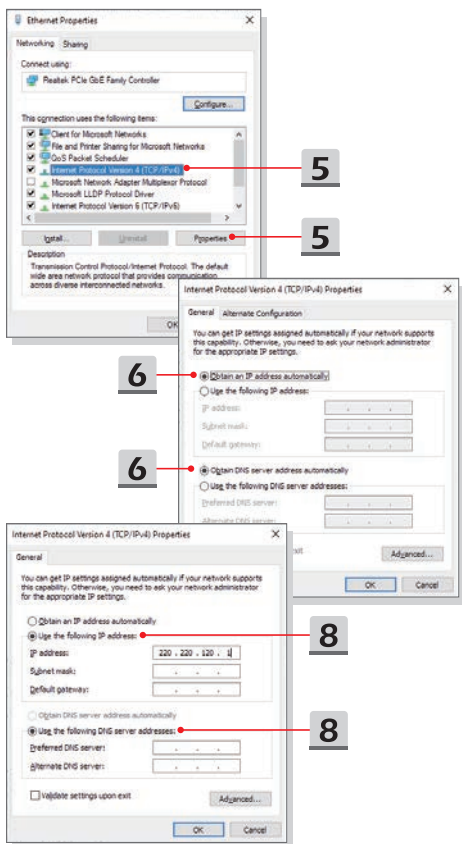 Ethernet Properties
Networking Sharing
Connect using:
Realtek PCIe GbE Family Controller
Configure...
This connection uses the following items:
Client for Microsoft Networks
File and Printer Sharing for Microsoft Networks
QoS Packet Scheduler
Internet Protocol Version 4 (TCP/IPv4)
5
Microsoft Network Adapter Multiplexor Protocol
Microsoft LLDP Protocol Driver
Internet Protocol Version 6 (TCP/IPv6)
Install... Uninstall Properties
5
Description
Transmission Control Protocol/Internet Protocol. The default
wide area network protocol that provides communication
across diverse interconnected networks.
OK
Internet Protocol Version 4 (TCP/IPv4) Properties
General Alternate Configuration
You can get IP settings assigned automatically if your network supports
this capability. Otherwise, you need to ask your network administrator
for the appropriate IP settings.
6
Obtain an IP address automatically
Use the following IP address:
IP address:
Subnet mask:
Default gateway:
6
Obtain DNS server address automatically
Use the following DNS server addresses:
Preferred DNS server:
Alternate DNS server:
exit
Advanced...
OK Cancel
Internet Protocol Version 4 (TCP/IPv4) Properties
General
You can get IP settings assigned automatically if your network supports
this capability. Otherwise, you need to ask your network administrator
for the appropriate IP settings.
Obtain an IP address automatically
Use the following IP address:
8
IP address: 220 . 220 . 120 . 1
Subnet mask: . . .
Default gateway: . . .
Obtain DNS server address automatically
Use the following DNS server addresses:
8
Preferred DNS server: . . .
Alternate DNS server: . . .
Validate settings upon exit
Advanced...
OK Cancel